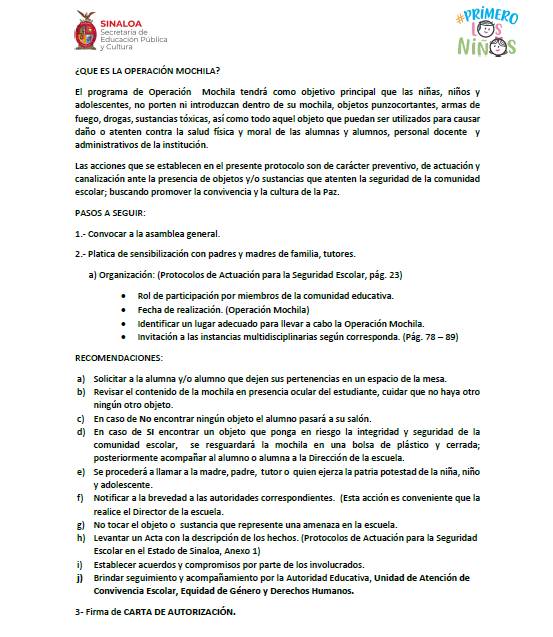 SINALOA
Secretaría de
Educación Pública
y Cultura
#PRiMERO
LOS
NiÑOS
¿QUE ES LA OPERACIÓN MOCHILA?
El programa de Operación Mochila tendrá como objetivo principal que las niñas, niños y
adolescentes, no porten ni introduzcan dentro de su mochila, objetos punzocortantes, armas de
fuego, drogas, sustancias tóxicas, así como todo aquel objeto que puedan ser utilizados para causar
daño o atenten contra la salud física y moral de las alumnas y alumnos, personal docente y
administrativos de la institución.
Las acciones que se establecen en el presente protocolo son de carácter preventivo, de actuación y
canalización ante la presencia de objetos y/o sustancias que atenten la seguridad de la comunidad
escolar; buscando promover la convivencia y la cultura de la Paz.
PASOS A SEGUIR:
1.- Convocar a la asamblea general.
2.- Platica de sensibilización con padres y madres de familia, tutores.
a) Organización: (Protocolos de Actuación para la Seguridad Escolar, pág. 23)
• Rol de participación por miembros de la comunidad educativa.
• Fecha de realización. (Operación Mochila)
• Identificar un lugar adecuado para llevar a cabo la Operación Mochila.
• Invitación a las instancias multidisciplinarias según corresponda. (Pág. 78 – 89)
RECOMENDACIONES:
a) Solicitar a la alumna y/o alumno que dejen sus pertenencias en un espacio de la mesa.
b) Revisar el contenido de la mochila en presencia ocular del estudiante, cuidar que no haya otro
ningún otro objeto.
c) En caso de No encontrar ningún objeto el alumno pasará a su salón.
d) En caso de SI encontrar un objeto que ponga en riesgo la integridad y seguridad de la
comunidad escolar, se resguardará la mochila en una bolsa de plástico y cerrada;
posteriormente acompañar al alumno o alumna a la Dirección de la escuela.
e) Se procederá a llamar a la madre, padre, tutor o quien ejerza la patria potestad de la niña, niño
y adolescente.
f) Notificar a la brevedad a las autoridades correspondientes. (Esta acción es conveniente que la
realice el Director de la escuela.
g) No tocar el objeto o sustancia que represente una amenaza en la escuela.
h) Levantar un Acta con la descripción de los hechos. (Protocolos de Actuación para la Seguridad
Escolar en el Estado de Sinaloa, Anexo 1)
i) Establecer acuerdos y compromisos por parte de los involucrados.
j) Brindar seguimiento y acompañamiento por la Autoridad Educativa, Unidad de Atención de
Convivencia Escolar, Equidad de Género y Derechos Humanos.
3- Firma de CARTA DE AUTORIZACIÓN.